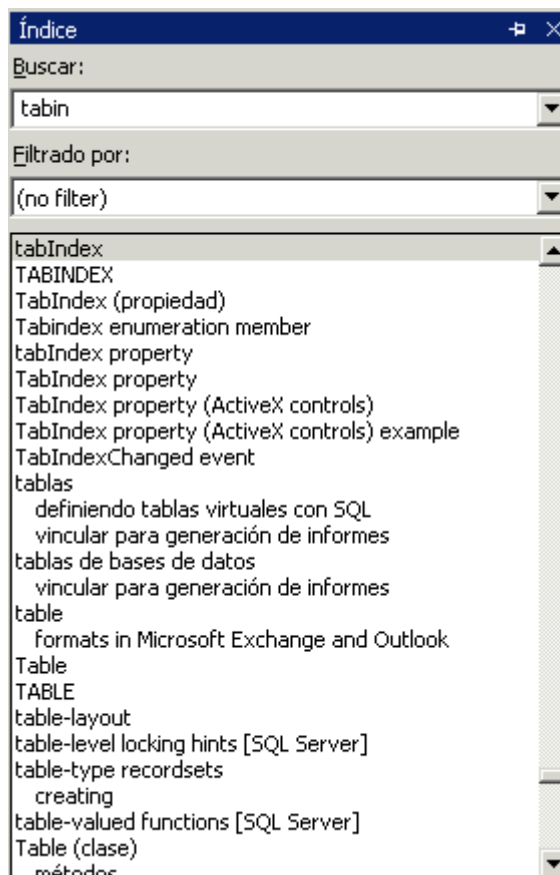 Índice
Buscar:
tabin
Filtrado por:
(no filter)
tabIndex
TABINDEX
TabIndex (propiedad)
Tabindex enumeration member
tabIndex property
TabIndex property
TabIndex property (ActiveX controls)
TabIndex property (ActiveX controls) example
TabIndexChanged event
tablas
definiendo tablas virtuales con SQL
vincular para generación de informes
tablas de bases de datos
vincular para generación de informes
table
formats in Microsoft Exchange and Outlook
Table
TABLE
table-layout
table-level locking hints [SQL Server]
table-type recordsets
creating
table-valued functions [SQL Server]
Table (clase)
métodos